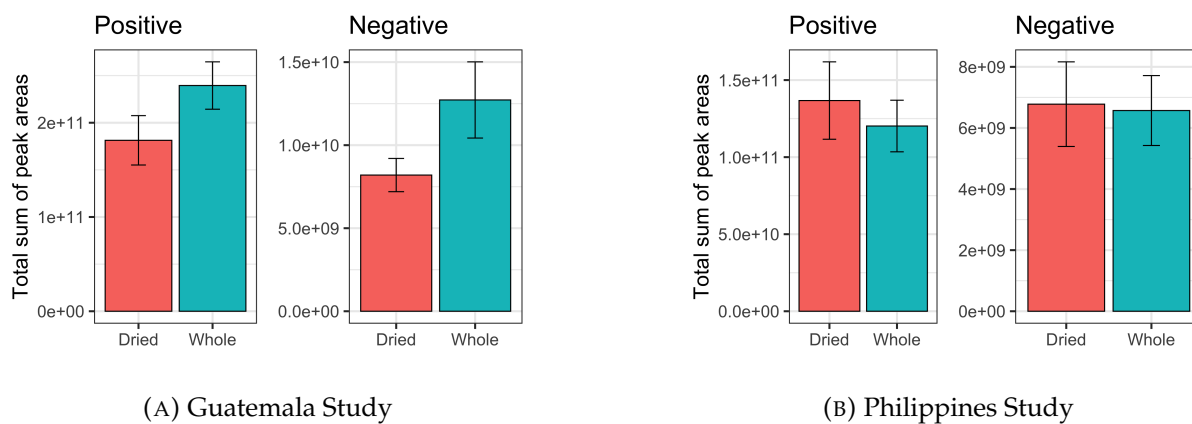 Positive
Negative
Total sum of peak areas
2e+11
1e+11
0e+00
Dried
Whole
1.5e+10
1.0e+10
5.0e+09
0.0e+00
Dried
Whole
(A) Guatemala Study
Positive
Negative
Total sum of peak areas
1.5e+11
1.0e+11
5.0e+10
0.0e+00
Dried
Whole
8e+09
6e+09
4e+09
2e+09
0e+00
Dried
Whole
(B) Philippines Study